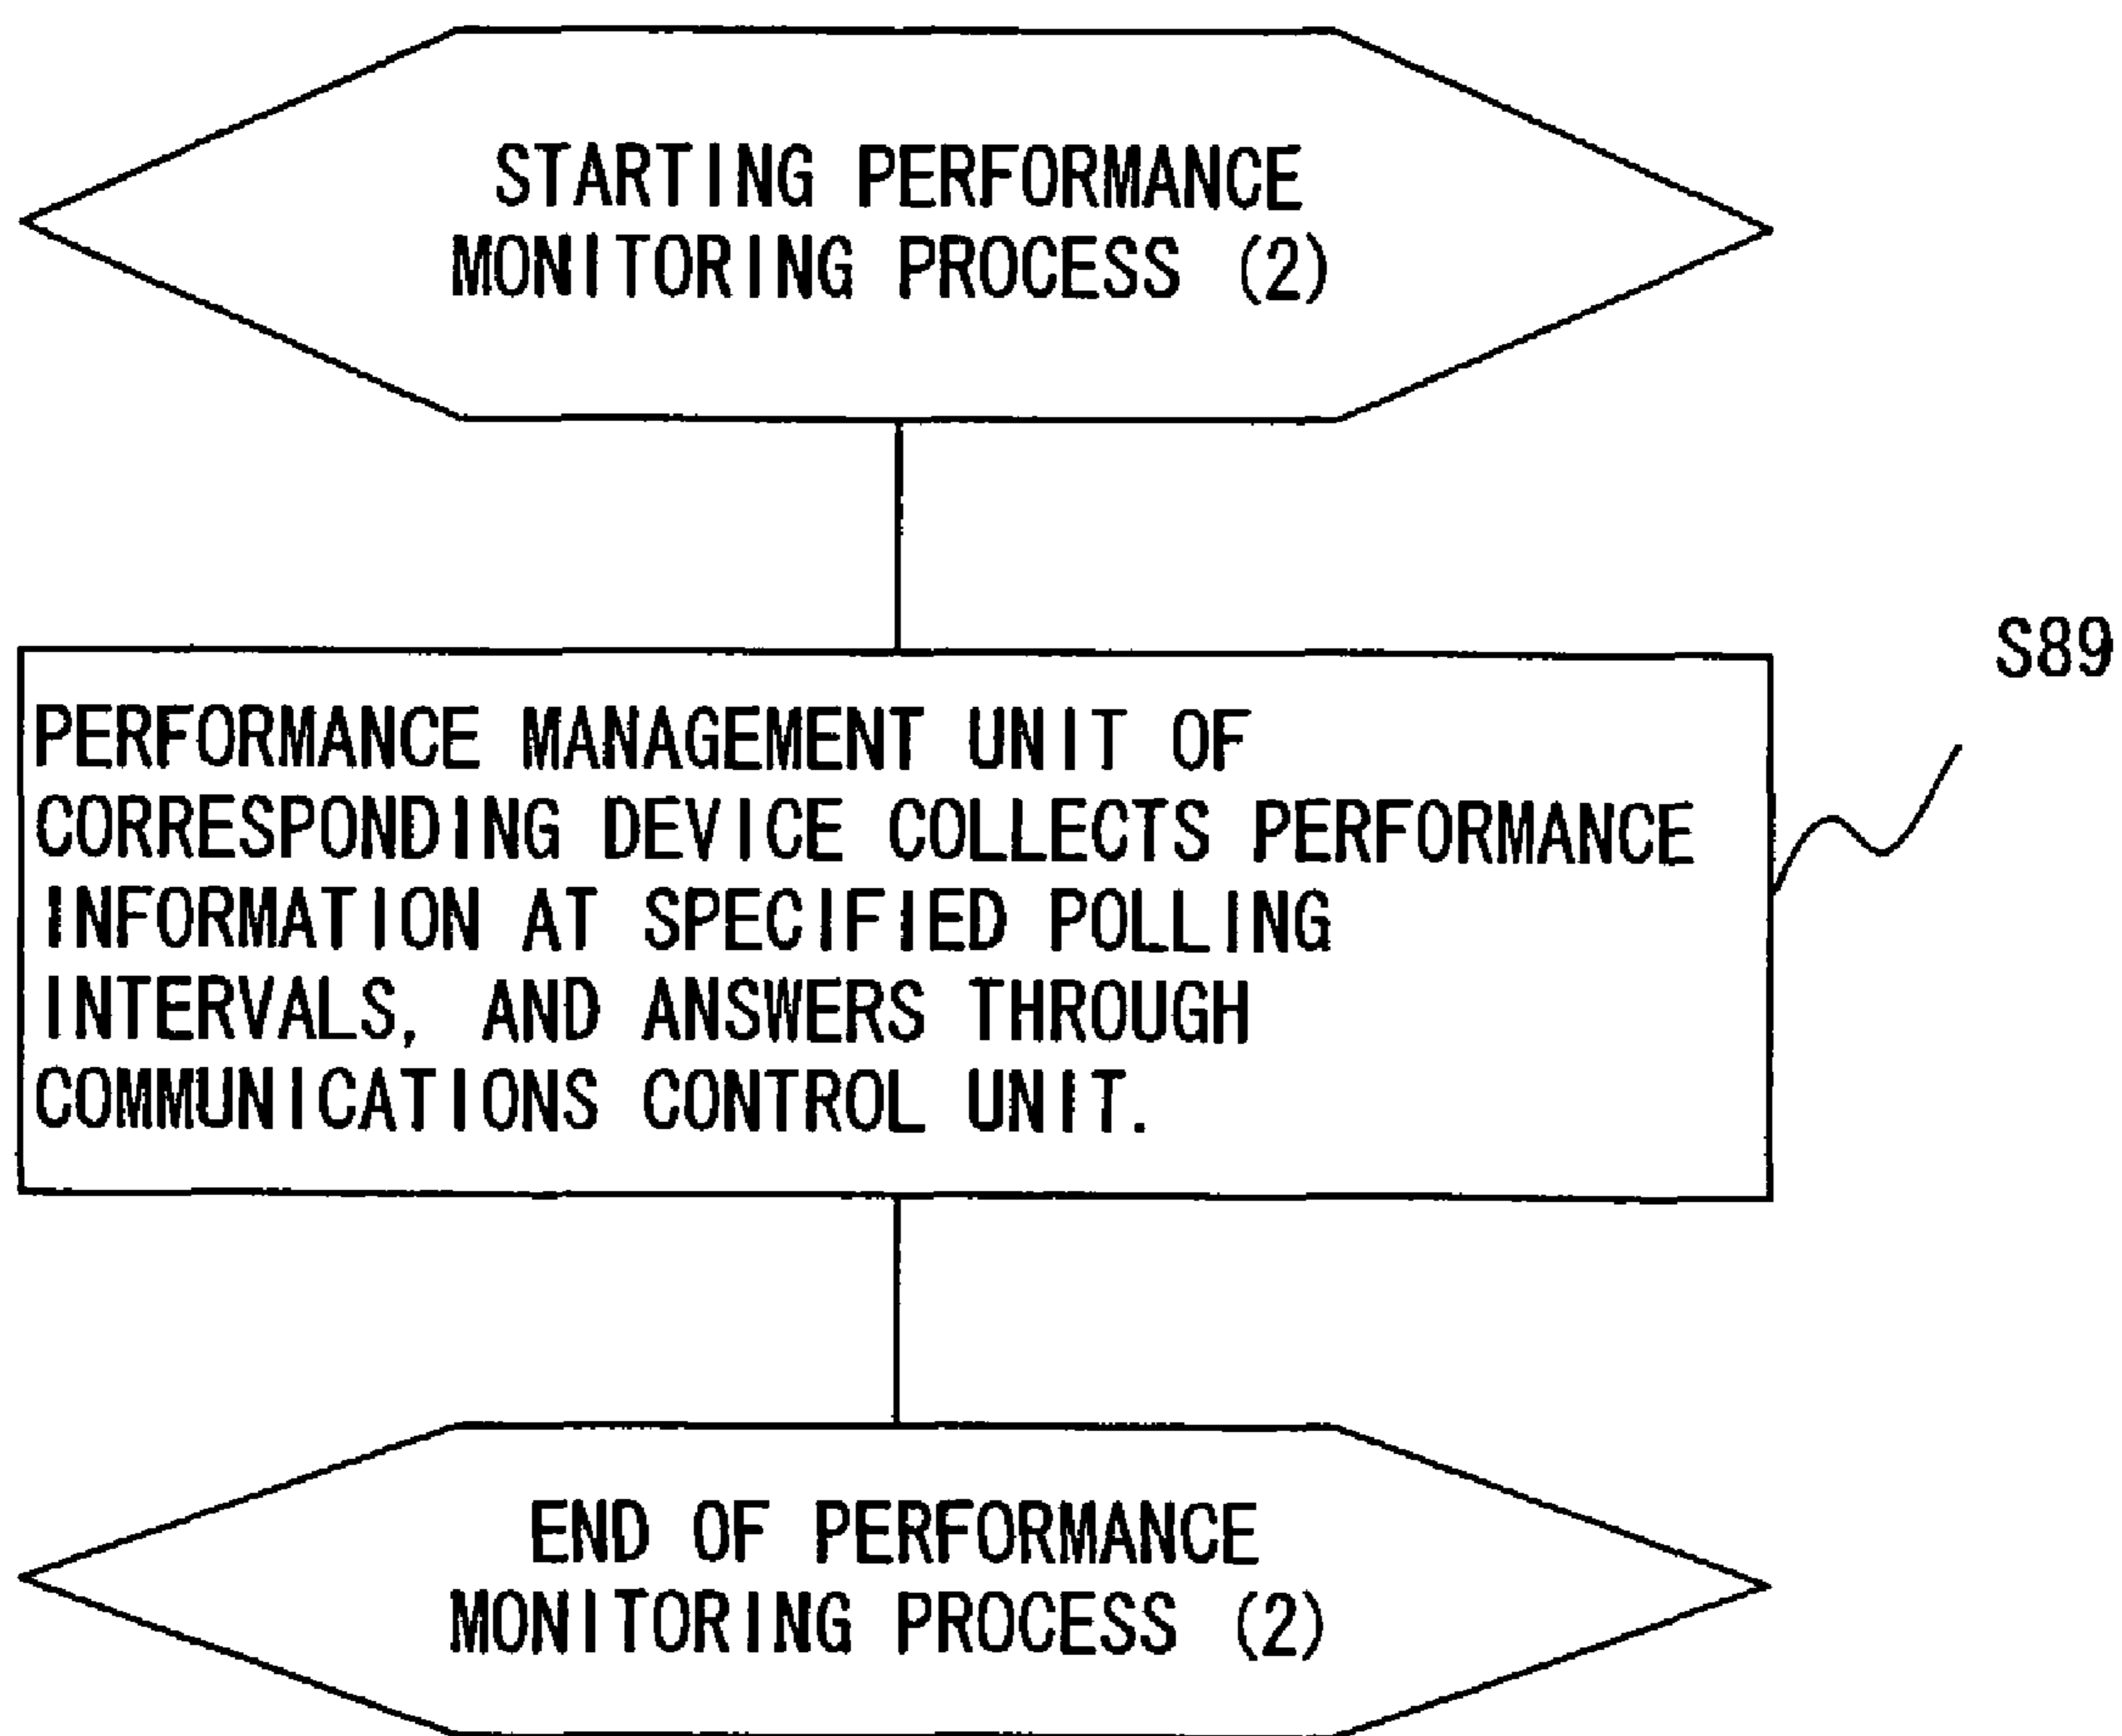 STARTING PERFORMANCE
MONITORING PROCESS (2)
S89
PERFORMANCE MANAGEMENT UNIT OF
CORRESPONDING DEVICE COLLECTS PERFORMANCE
INFORMATION AT SPECIFIED POLLING
INTERVALS, AND ANSWERS THROUGH
COMMUNICATIONS CONTROL UNIT.
END OF PERFORMANCE
MONITORING PROCESS (2)